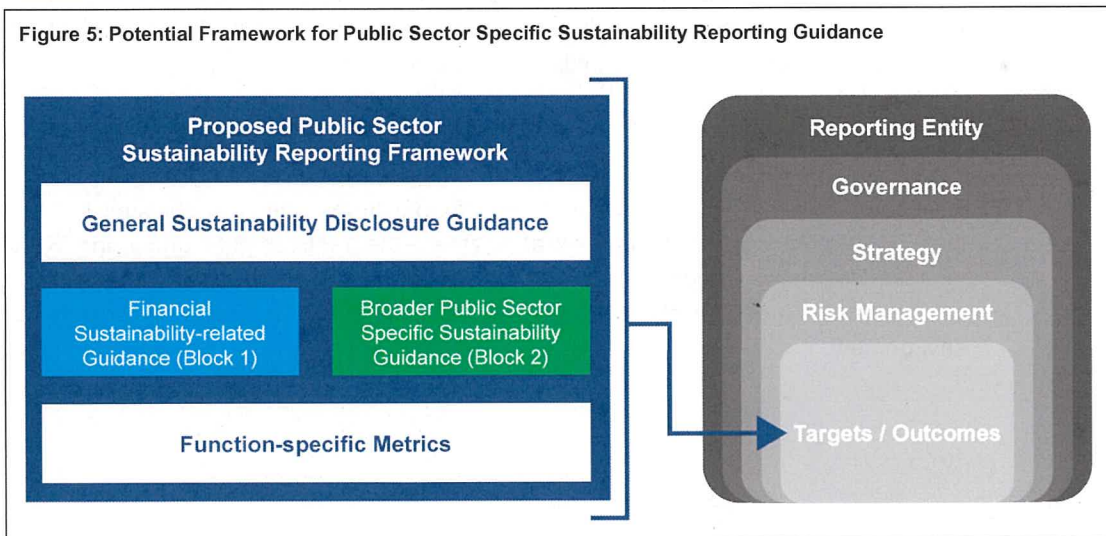 Figure 5: Potential Framework for Public Sector Specific Sustainability Reporting Guidance
Proposed Public Sector
Sustainability Reporting Framework
General Sustainability Disclosure Guidance
Financial
Sustainability-related
Guidance (Block 1)
Broader Public Sector
Specific Sustainability
Guidance (Block 2)
Function-specific Metrics
Reporting Entity
Governance
Strategy
Risk Management
Targets / Outcomes